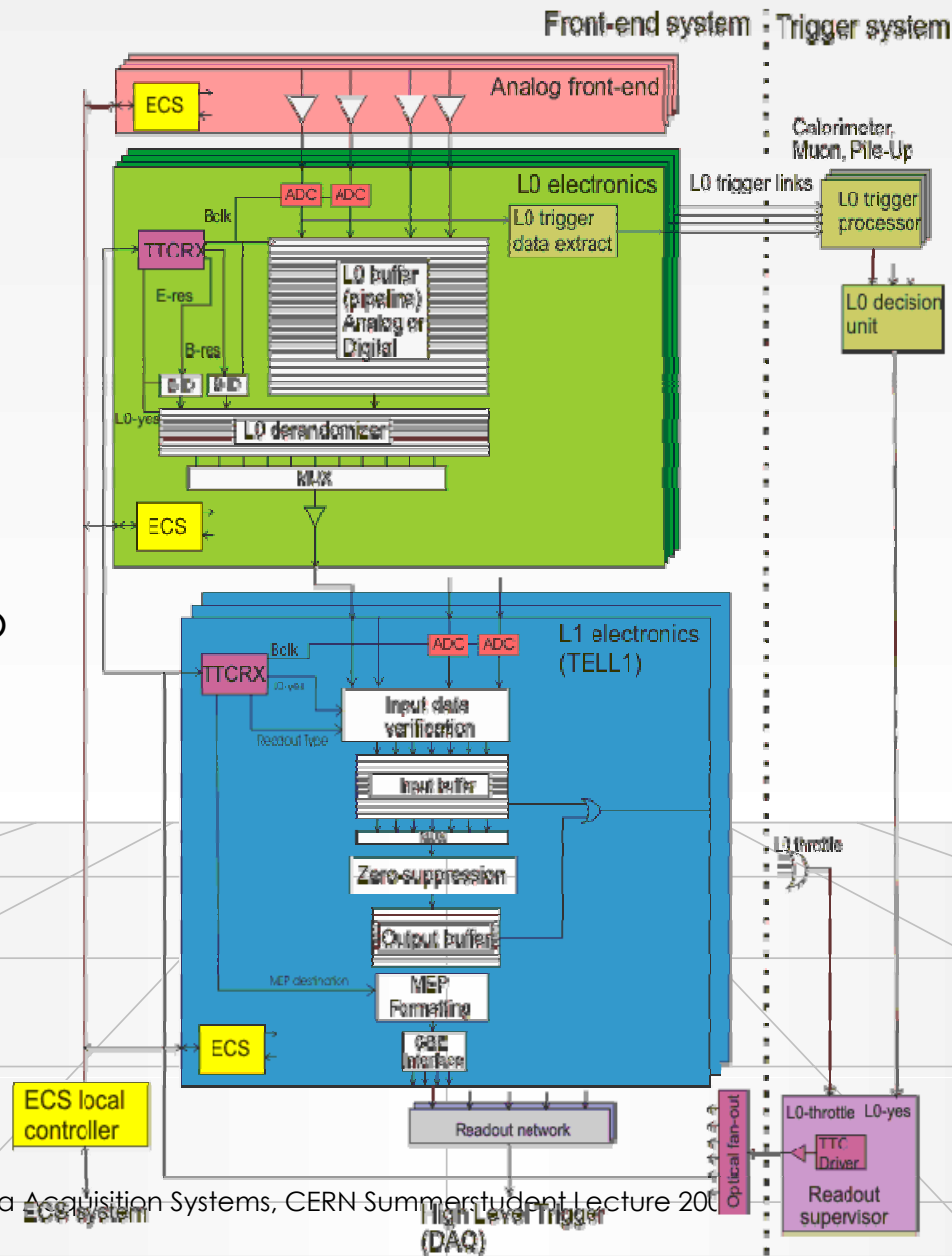 Front-end system
Trigger system
ECS
Analog front-end
Calorimeter,
Muon, Pile-Up
L0 electronics
L0 trigger links
L0 trigger
processor
ADC
ADC
Bclk
L0 trigger
data extract
TTCRX
L0 buffer
(pipeline)
Analog or
Digital
E-res
B-res
L0 decision
unit
L0-yes
L0 derandomizer
MUX
ECS
L1 electronics
(TELL1)
ADC
ADC
Bclk
TTCRX
L0-yes
Input data
verification
Readout Type
Input buffer
L0 throttle
Zero-suppression
Output buffer
MEP destination
MEP
Formatting
ECS
GBE
Interface
ECS local
controller
Readout network
Optical fan-out
L0-throttle
L0-yes
TTC
Driver
Readout
supervisor
a Acquisition Systems, CERN Summerstudent Lecture 200
ECS system
High Level Trigger
(DAQ)